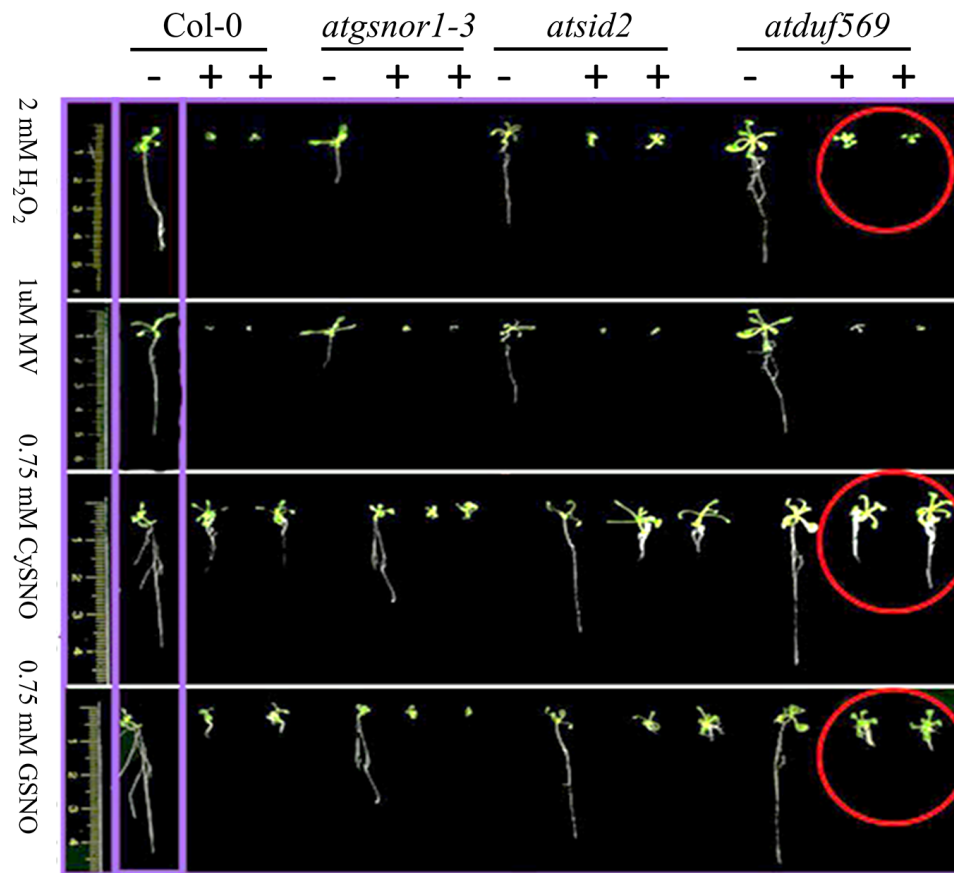 Col-0 atgsnor1-3 atsid2 atduf569
- + + - + + - + + - + +
2 mM H₂O₂
1uM MV
0.75 mM CySNO
0.75 mM GSNO